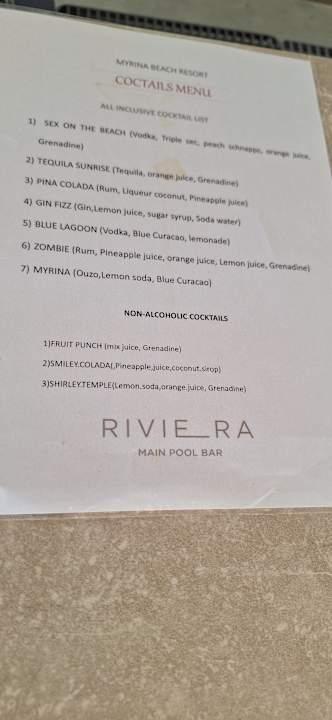 MYRINA BEACH RESORT
COCTAILS MENU
ALL INCLUSIVE COCKTAIL LIST
1) SEX ON THE BEACH (Vodka, Triple sec, peach schnapps, orange juice,
Grenadine)
2) TEQUILA SUNRISE (Tequila, orange juice, Grenadine)
3) PINA COLADA (Rum, Liqueur coconut, Pineapple juice)
4) GIN FIZZ (Gin,Lemon juice, sugar syrup, Soda water)
5) BLUE LAGOON (Vodka, Blue Curacao, lemonade)
6) ZOMBIE (Rum, Pineapple juice, orange juice, Lemon juice, Grenadine)
7) MYRINA (Ouzo,Lemon soda, Blue Curacao)
NON-ALCOHOLIC COCKTAILS
1)FRUIT PUNCH (mix juice, Grenadine)
2)SMILEY.COLADA(,Pineapple,juice,coconut.sirop)
3)SHIRLEY.TEMPLE(Lemon.soda,orange.juice, Grenadine)
RIVIE_RA
MAIN POOL BAR